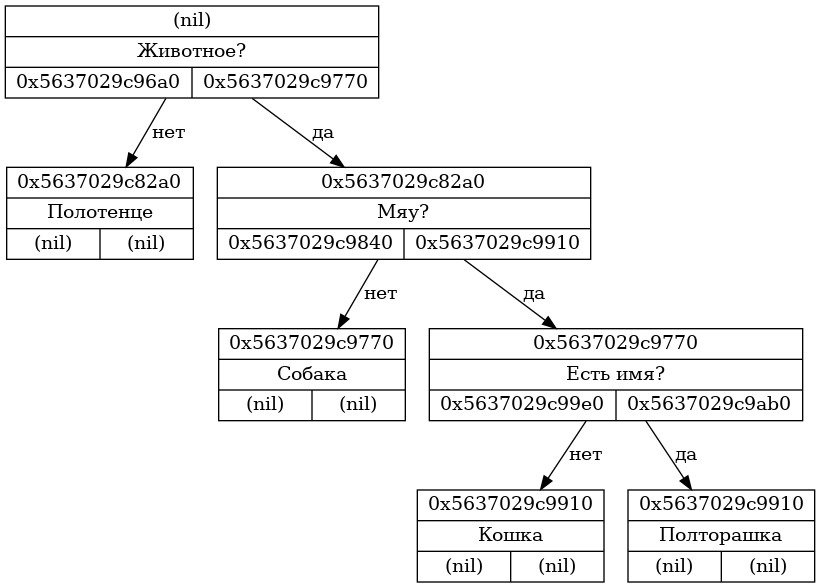 (nil)
Животное?
0x5637029c96a0 0x5637029c9770
нет да
0x5637029c82a0 0x5637029c82a0
Полотенце Мяу?
(nil) (nil) 0x5637029c9840 0x5637029c9910
нет да
0x5637029c9770 0x5637029c9770
Собака Есть имя?
(nil) (nil) 0x5637029c99e0 0x5637029c9ab0
нет да
0x5637029c9910 0x5637029c9910
Кошка Полторашка
(nil) (nil) (nil) (nil)